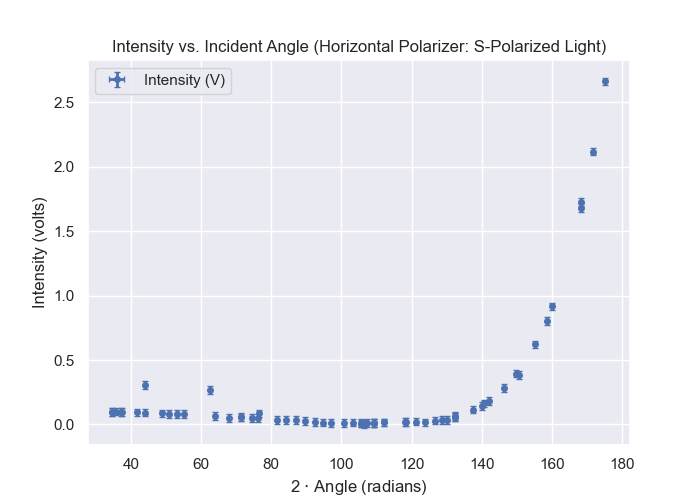 Intensity vs. Incident Angle (Horizontal Polarizer: S-Polarized Light)
Intensity (V)
2.5
2.0
1.5
1.0
0.5
0.0
Intensity (volts)
40 60 80 100 120 140 160 180
2 · Angle (radians)